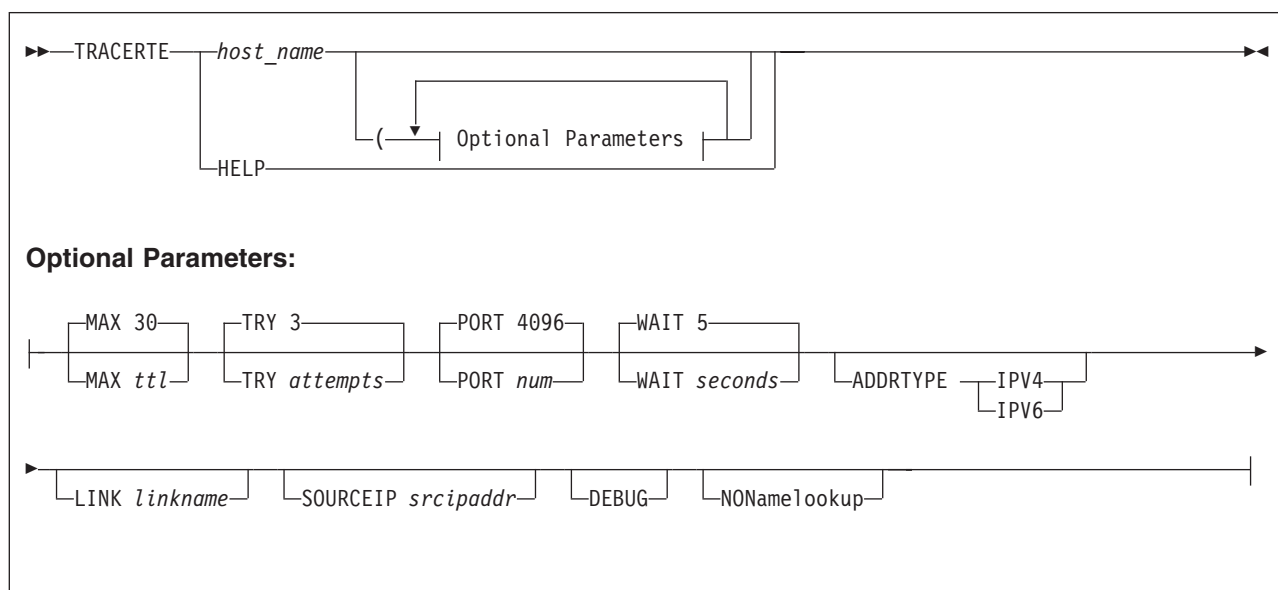 TRACERTE host_name
( Optional Parameters
HELP
Optional Parameters:
MAX 30 TRY 3 PORT 4096 WAIT 5
MAX ttl TRY attempts PORT num WAIT seconds ADDRTYPE IPV4
IPV6
LINK linkname SOURCEIP srcipaddr DEBUG NONamelookup